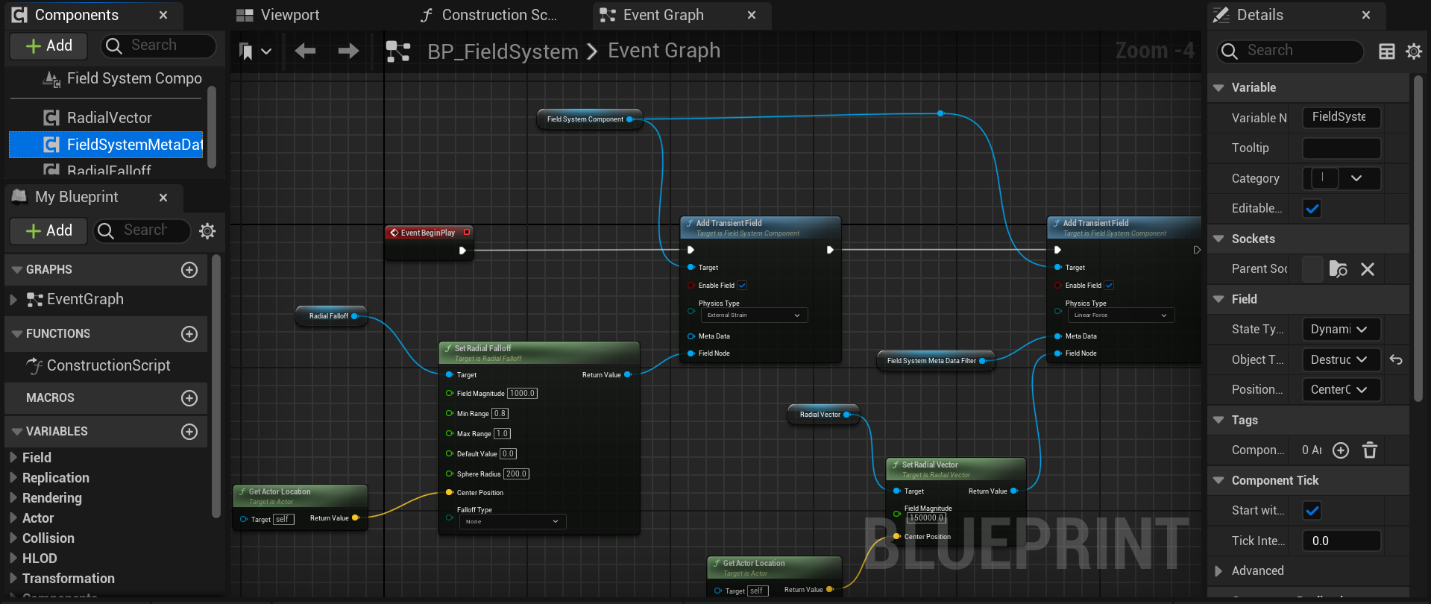 Components
Viewport
Construction Sc...
Event Graph
Details
Add
Search
BP_FieldSystem
Event Graph
Zoom -4
Search
Field System Compo
RadialVector
FieldSystemMetaDat
RadialFalloff
My Blueprint
Add
Search
GRAPHS
EventGraph
FUNCTIONS
ConstructionScript
MACROS
VARIABLES
Field
Replication
Rendering
Actor
Collision
HLOD
Transformation
Components
Field System Component
Event BeginPlay
Add Transient Field
Target is Field System Component
Target
Enable Field
Physics Type
External Strain
Meta Data
Field Node
Add Transient Field
Target is Field System Component
Target
Enable Field
Physics Type
Linear Force
Meta Data
Field Node
Radial Falloff
Set Radial Falloff
Target is Radial Falloff
Target
Return Value
Field Magnitude 1000.0
Min Range 0.8
Max Range 1.0
Default Value 0.0
Sphere Radius 200.0
Center Position
Falloff Type
None
Get Actor Location
Target is Actor
Target self
Return Value
Field System Meta Data Filter
Radial Vector
Set Radial Vector
Target is Radial Vector
Target
Return Value
Field Magnitude
150000.0
Center Position
Get Actor Location
Target is Actor
Target self
Return Value
BLUEPRINT
Variable
Variable N
FieldSyste
Tooltip
Category
Editable...
Sockets
Parent Soc
Field
State Ty...
Dynami
Object T...
Destruc
Position...
CenterO
Tags
Compon...
0 Ar
Component Tick
Start wit...
Tick Inte...
0.0
Advanced